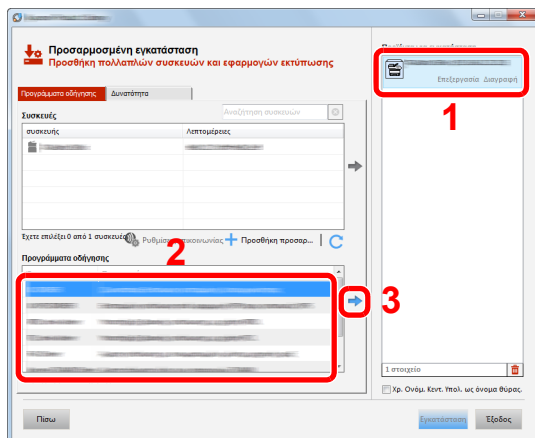 Προσαρμοσμένη εγκατάσταση
Προσθήκη πολλαπλών συσκευών και εφαρμογών εκτύπωσης
Προγράμματα οδήγησης Δυνατότητα
Συσκευές Αναζήτηση συσκευών
συσκευής Λεπτομέρειες
Έχετε επιλέξει 0 από 1 συσκευές Ρυθμίσεις επικοινωνίας Προσθήκη προσαρ...
Προγράμματα οδήγησης
2
3
Επεξεργασία Διαγραφή
1
1 στοιχείο
Χρ. Ονόμ. Κεντ. Υπολ. ως όνομα θύρας.
Πίσω Εγκατάσταση Έξοδος